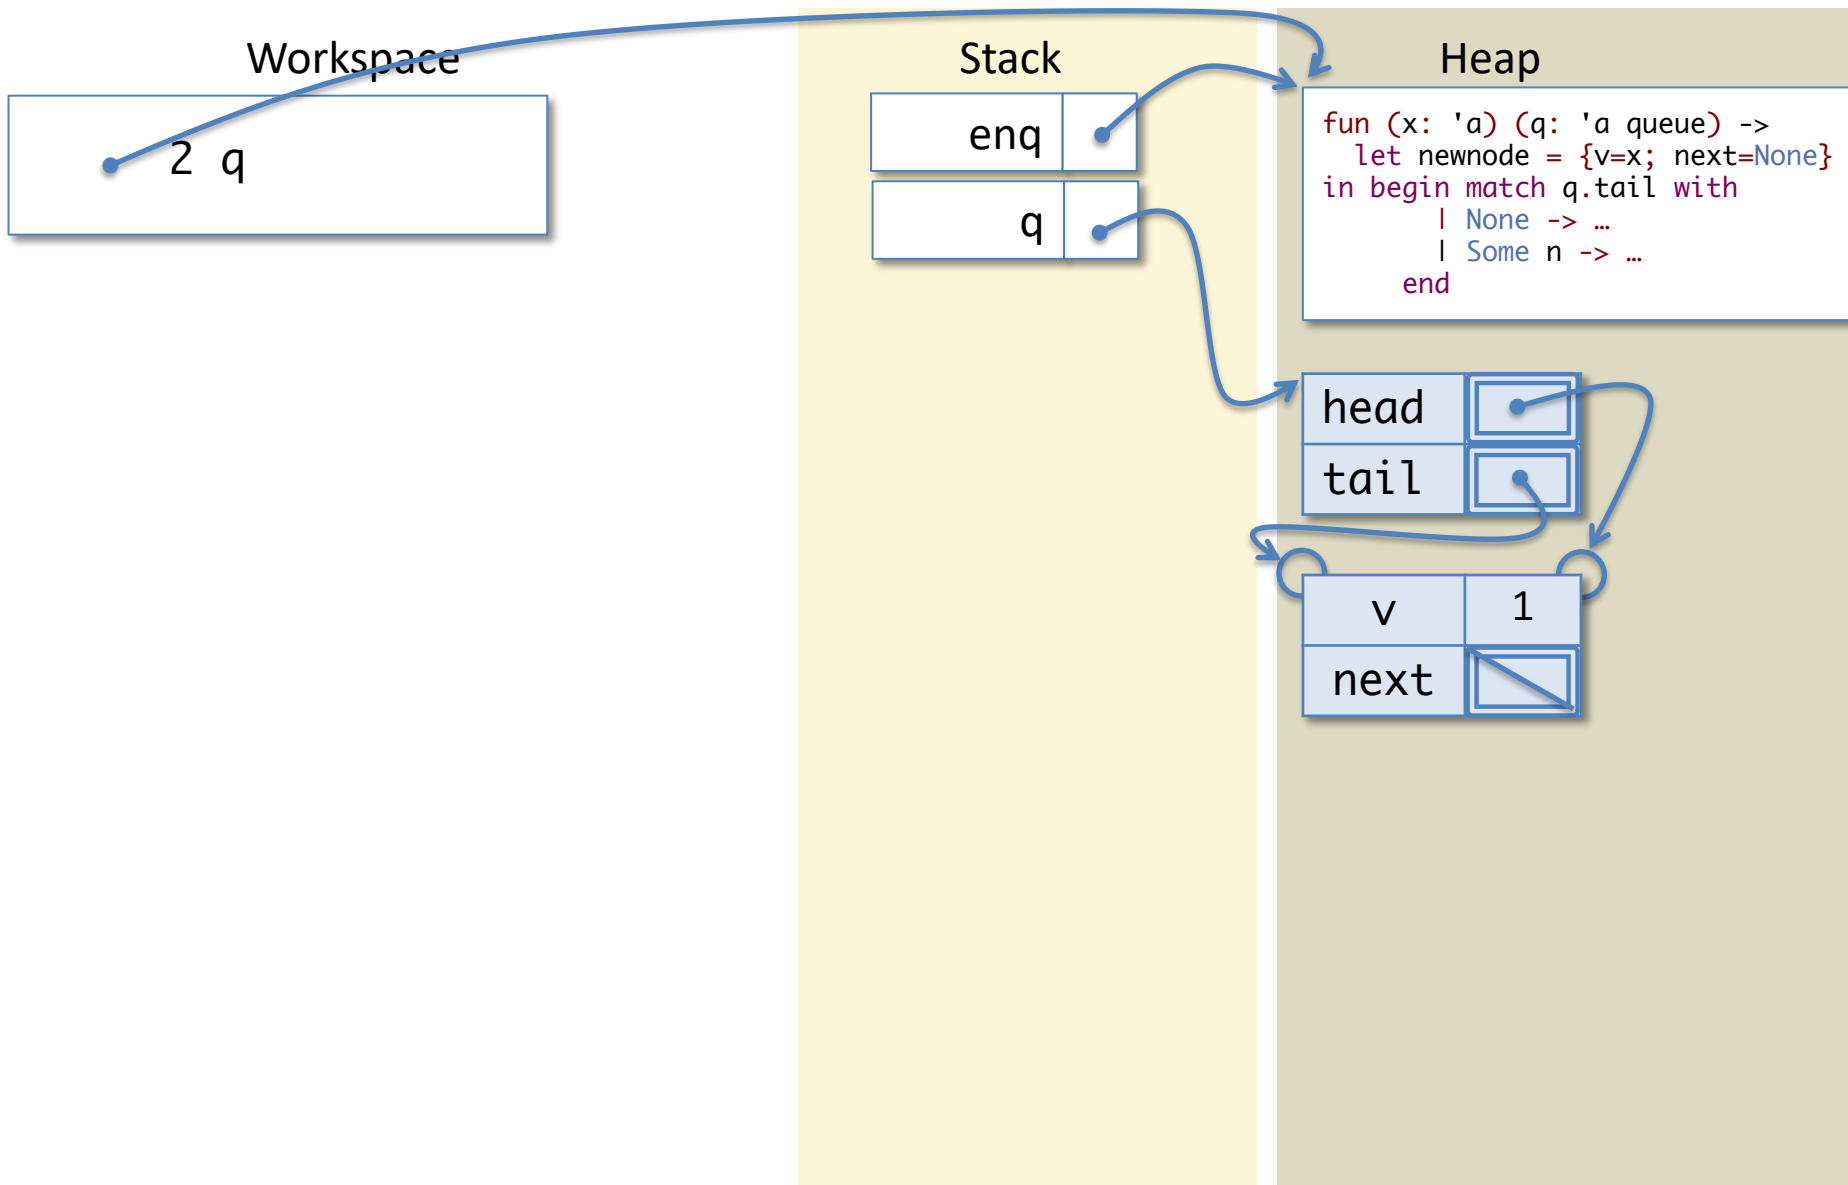 Workspace
2 q
Stack
enq
q
Heap
fun (x: 'a) (q: 'a queue) ->
let newnode = {v=x; next=None}
in begin match q.tail with
| None -> …
| Some n -> …
end
head
tail
v 1
next